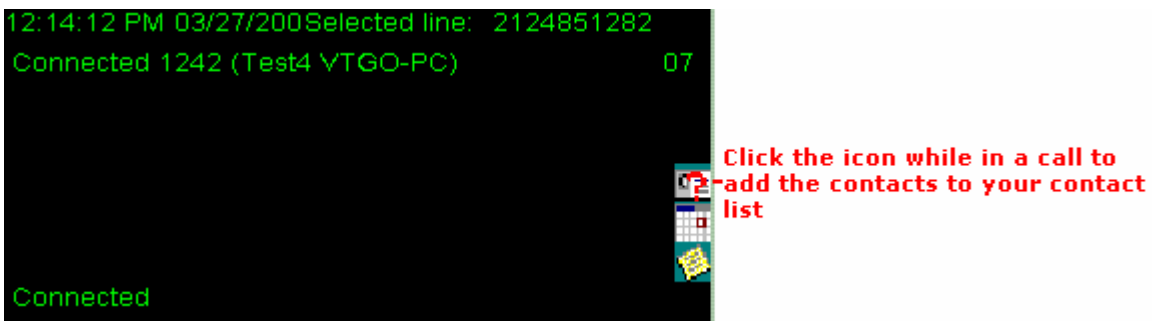 12:14:12 PM 03/27/200Selected line: 2124851282
Connected 1242 (Test4 VTGO-PC) 07
Click the icon while in a call to
add the contacts to your contact
list
Connected